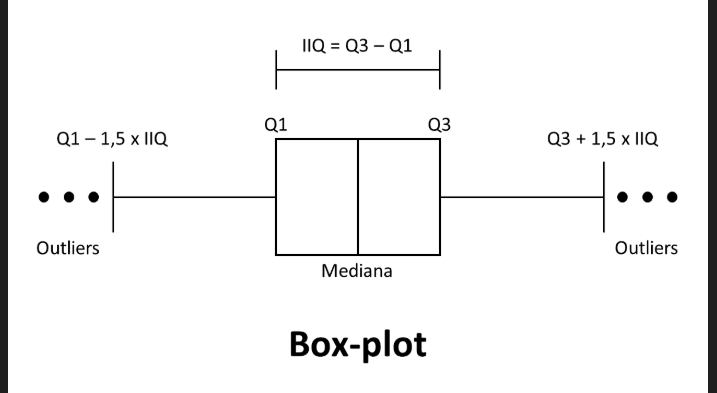 IIQ = Q3 – Q1
Q1
Q3
Q1 – 1,5 x IIQ
Q3 + 1,5 x IIQ
Outliers
Outliers
Mediana
Box-plot